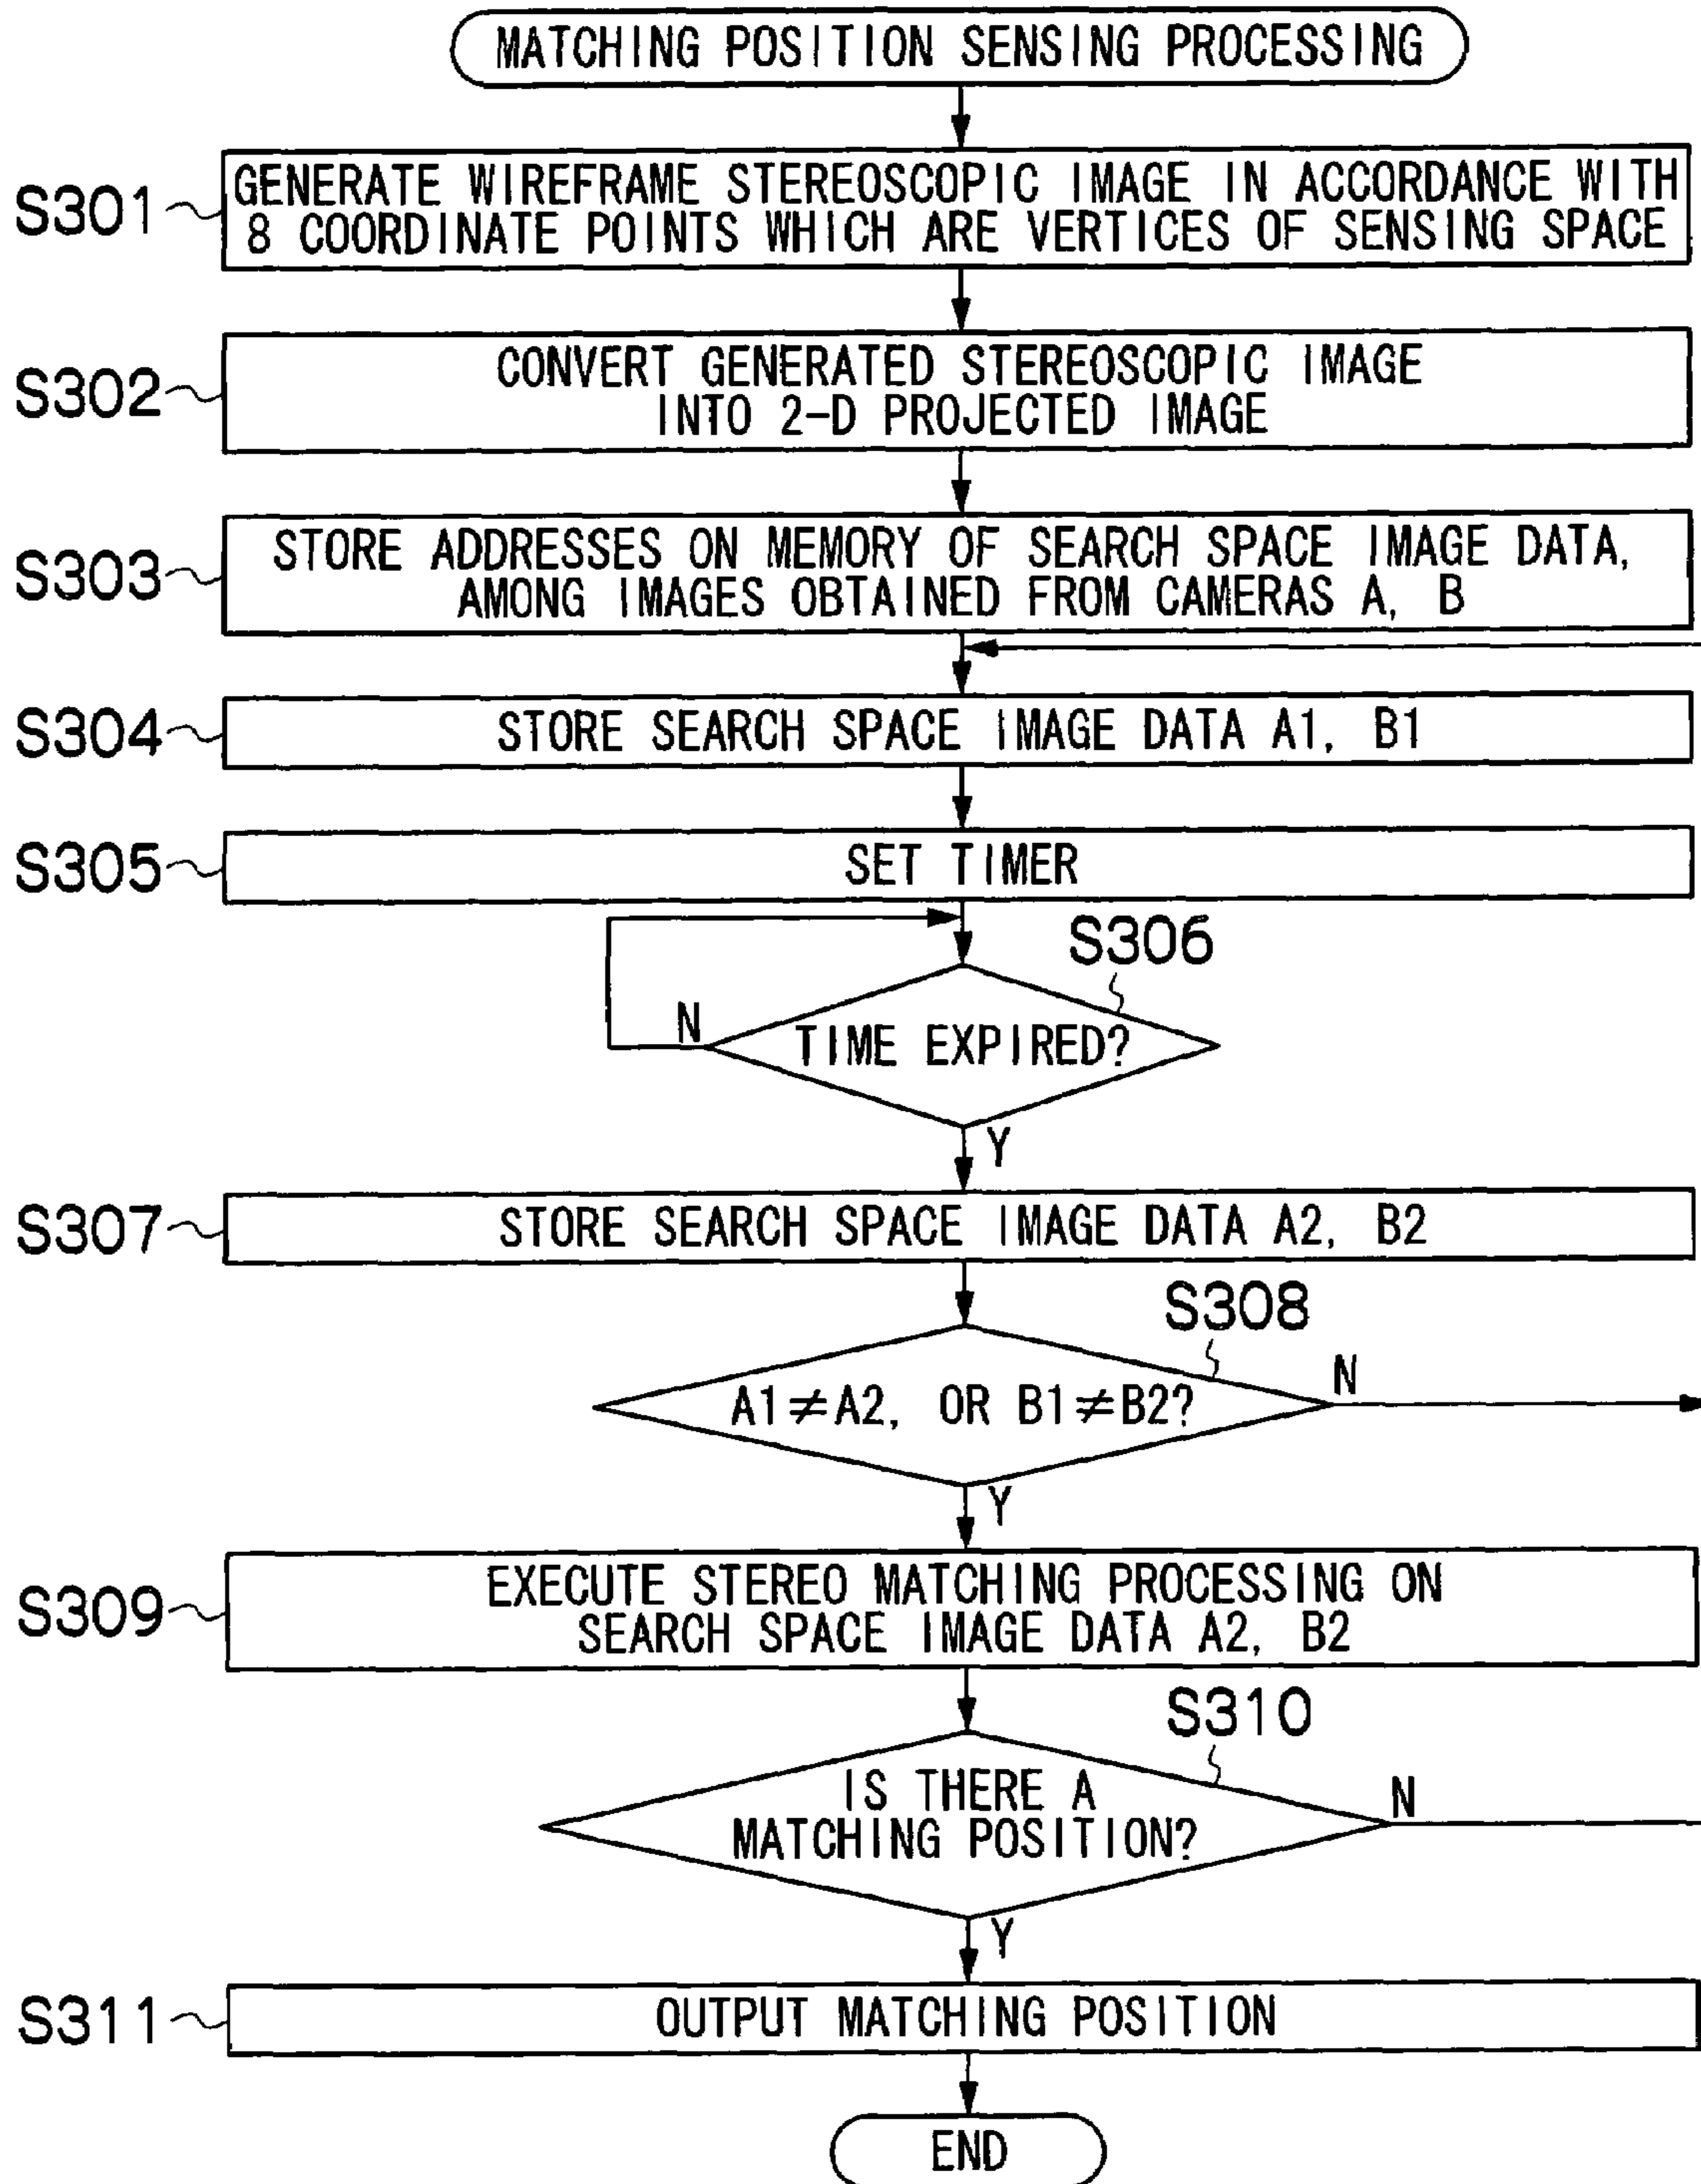 MATCHING POSITION SENSING PROCESSING
S301
GENERATE WIREFRAME STEREOSCOPIC IMAGE IN ACCORDANCE WITH
8 COORDINATE POINTS WHICH ARE VERTICES OF SENSING SPACE
S302
CONVERT GENERATED STEREOSCOPIC IMAGE
INTO 2-D PROJECTED IMAGE
S303
STORE ADDRESSES ON MEMORY OF SEARCH SPACE IMAGE DATA,
AMONG IMAGES OBTAINED FROM CAMERAS A, B
S304
STORE SEARCH SPACE IMAGE DATA A1, B1
S305
SET TIMER
S306
N
TIME EXPIRED?
Y
S307
STORE SEARCH SPACE IMAGE DATA A2, B2
S308
A1≠A2, OR B1≠B2?
N
Y
S309
EXECUTE STEREO MATCHING PROCESSING ON
SEARCH SPACE IMAGE DATA A2, B2
S310
IS THERE A
MATCHING POSITION?
N
Y
S311
OUTPUT MATCHING POSITION
END